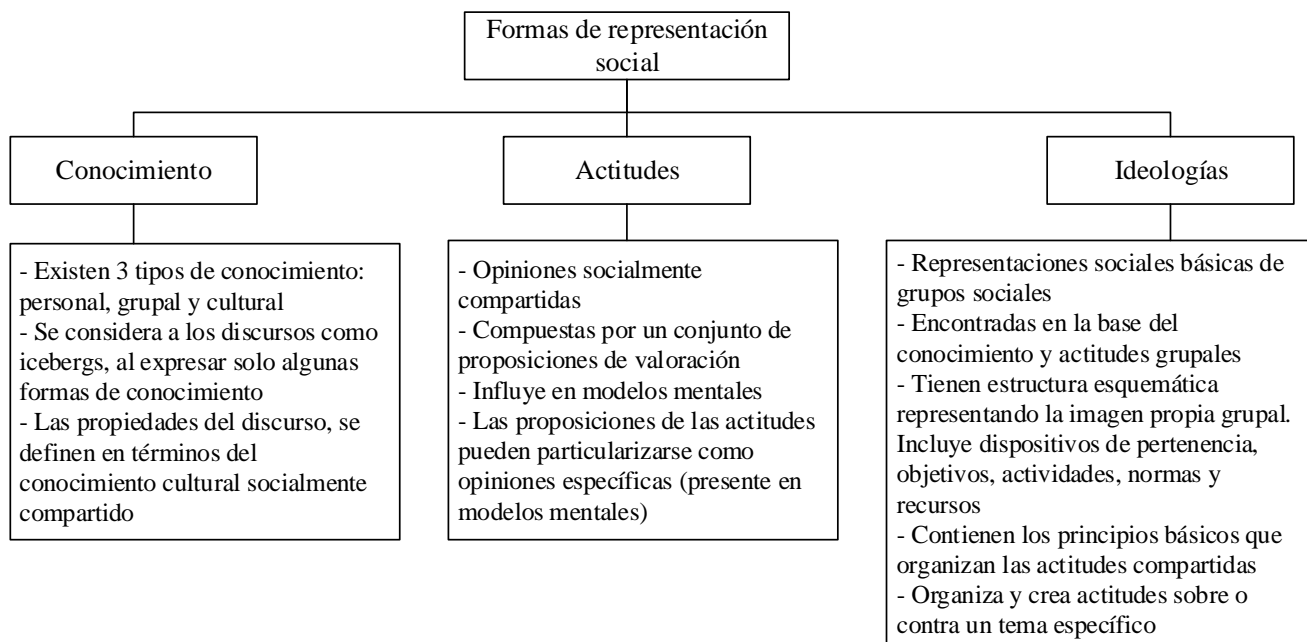 Formas de representación
social
Conocimiento
Actitudes
Ideologías
- Existen 3 tipos de conocimiento:
personal, grupal y cultural
- Se considera a los discursos como
icebergs, al expresar solo algunas
formas de conocimiento
- Las propiedades del discurso, se
definen en términos del
conocimiento cultural socialmente
compartido
- Opiniones socialmente
compartidas
- Compuestas por un conjunto de
proposiciones de valoración
- Influye en modelos mentales
- Las proposiciones de las actitudes
pueden particularizarse como
opiniones específicas (presente en
modelos mentales)
- Representaciones sociales básicas de
grupos sociales
- Encontradas en la base del
conocimiento y actitudes grupales
- Tienen estructura esquemática
representando la imagen propia grupal.
Incluye dispositivos de pertenencia,
objetivos, actividades, normas y
recursos
- Contienen los principios básicos que
organizan las actitudes compartidas
- Organiza y crea actitudes sobre o
contra un tema específico